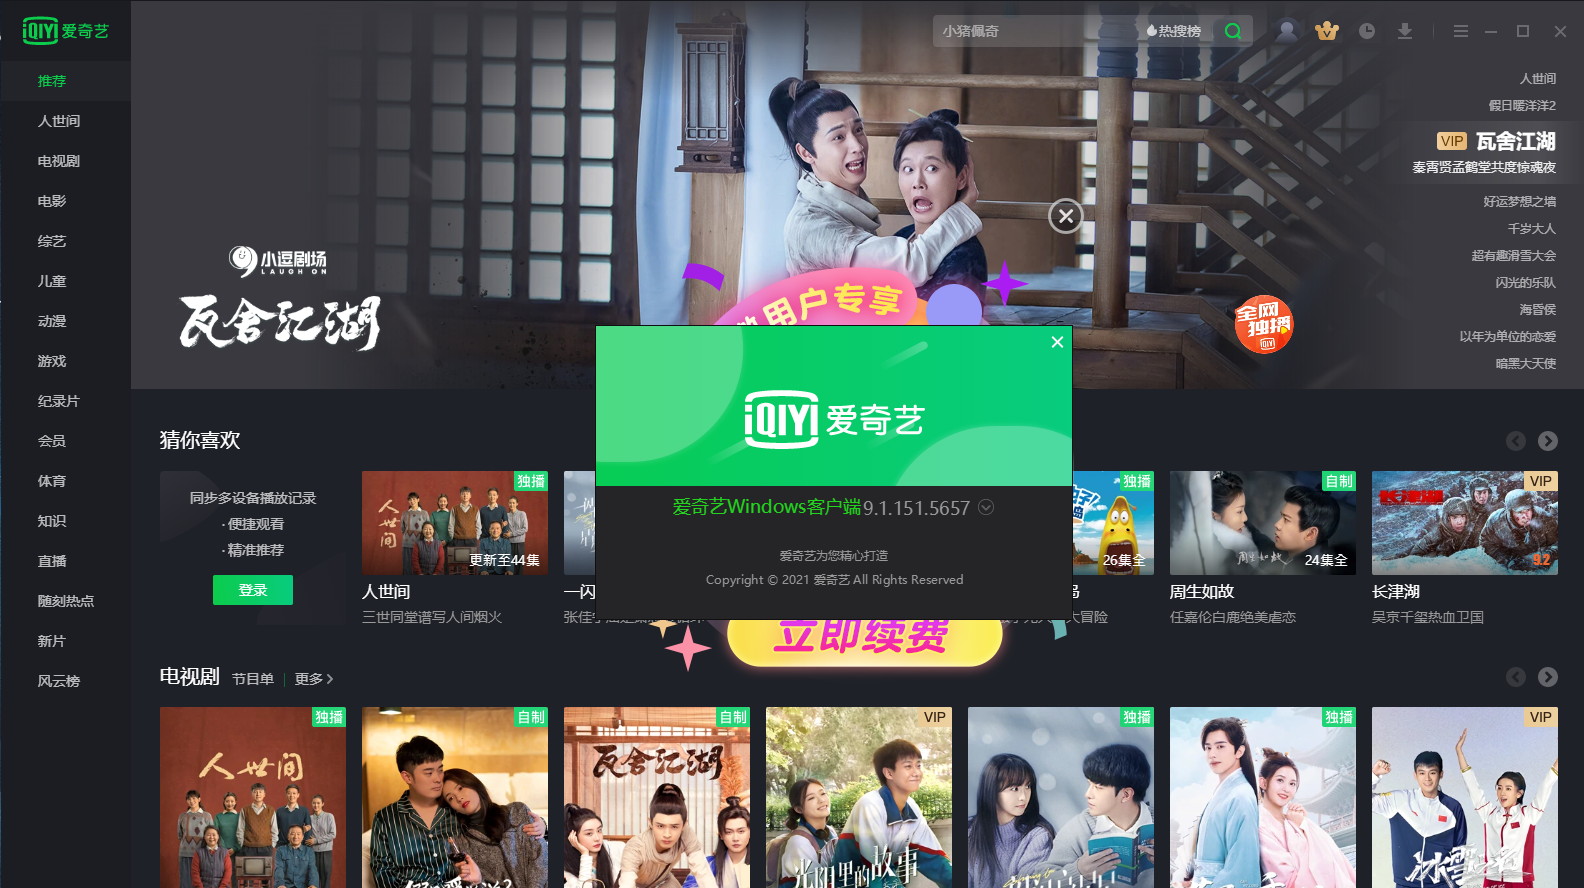 iQIYI 爱奇艺
推荐
人世间
电视剧
电影
综艺
儿童
动漫
游戏
纪录片
会员
体育
知识
直播
随刻热点
新片
风云榜
小猪佩奇
热搜榜
人世间
假日暖洋洋2
VIP 瓦舍江湖
秦霄贤孟鹤堂共度惊魂夜
好运梦想之墙
千岁大人
超有趣滑雪大会
闪光的乐队
海昏侯
以年为单位的恋爱
暗黑大天使
小逗剧场
LAUGH ON
瓦舍江湖
全网
独播
iQIYI
用户专享
iQIYI 爱奇艺
爱奇艺Windows客户端 9.1.151.5657
爱奇艺为您精心打造
Copyright © 2021 爱奇艺 All Rights Reserved
立即续费
猜你喜欢
同步多设备播放记录
· 便捷观看
· 精准推荐
登录
独播
人世间
更新至44集
人世间
三世同堂谱写人间烟火
一闪
张佳宁
独播
26集全
岛
大冒险
自制
周生如故
24集全
周生如故
任嘉伦白鹿绝美虐恋
VIP
长津湖
9.2
长津湖
吴京千玺热血卫国
电视剧
节目单
更多
独播
人世间
自制
自制
瓦舍江湖
VIP
光阴里的故事
独播
独播
VIP